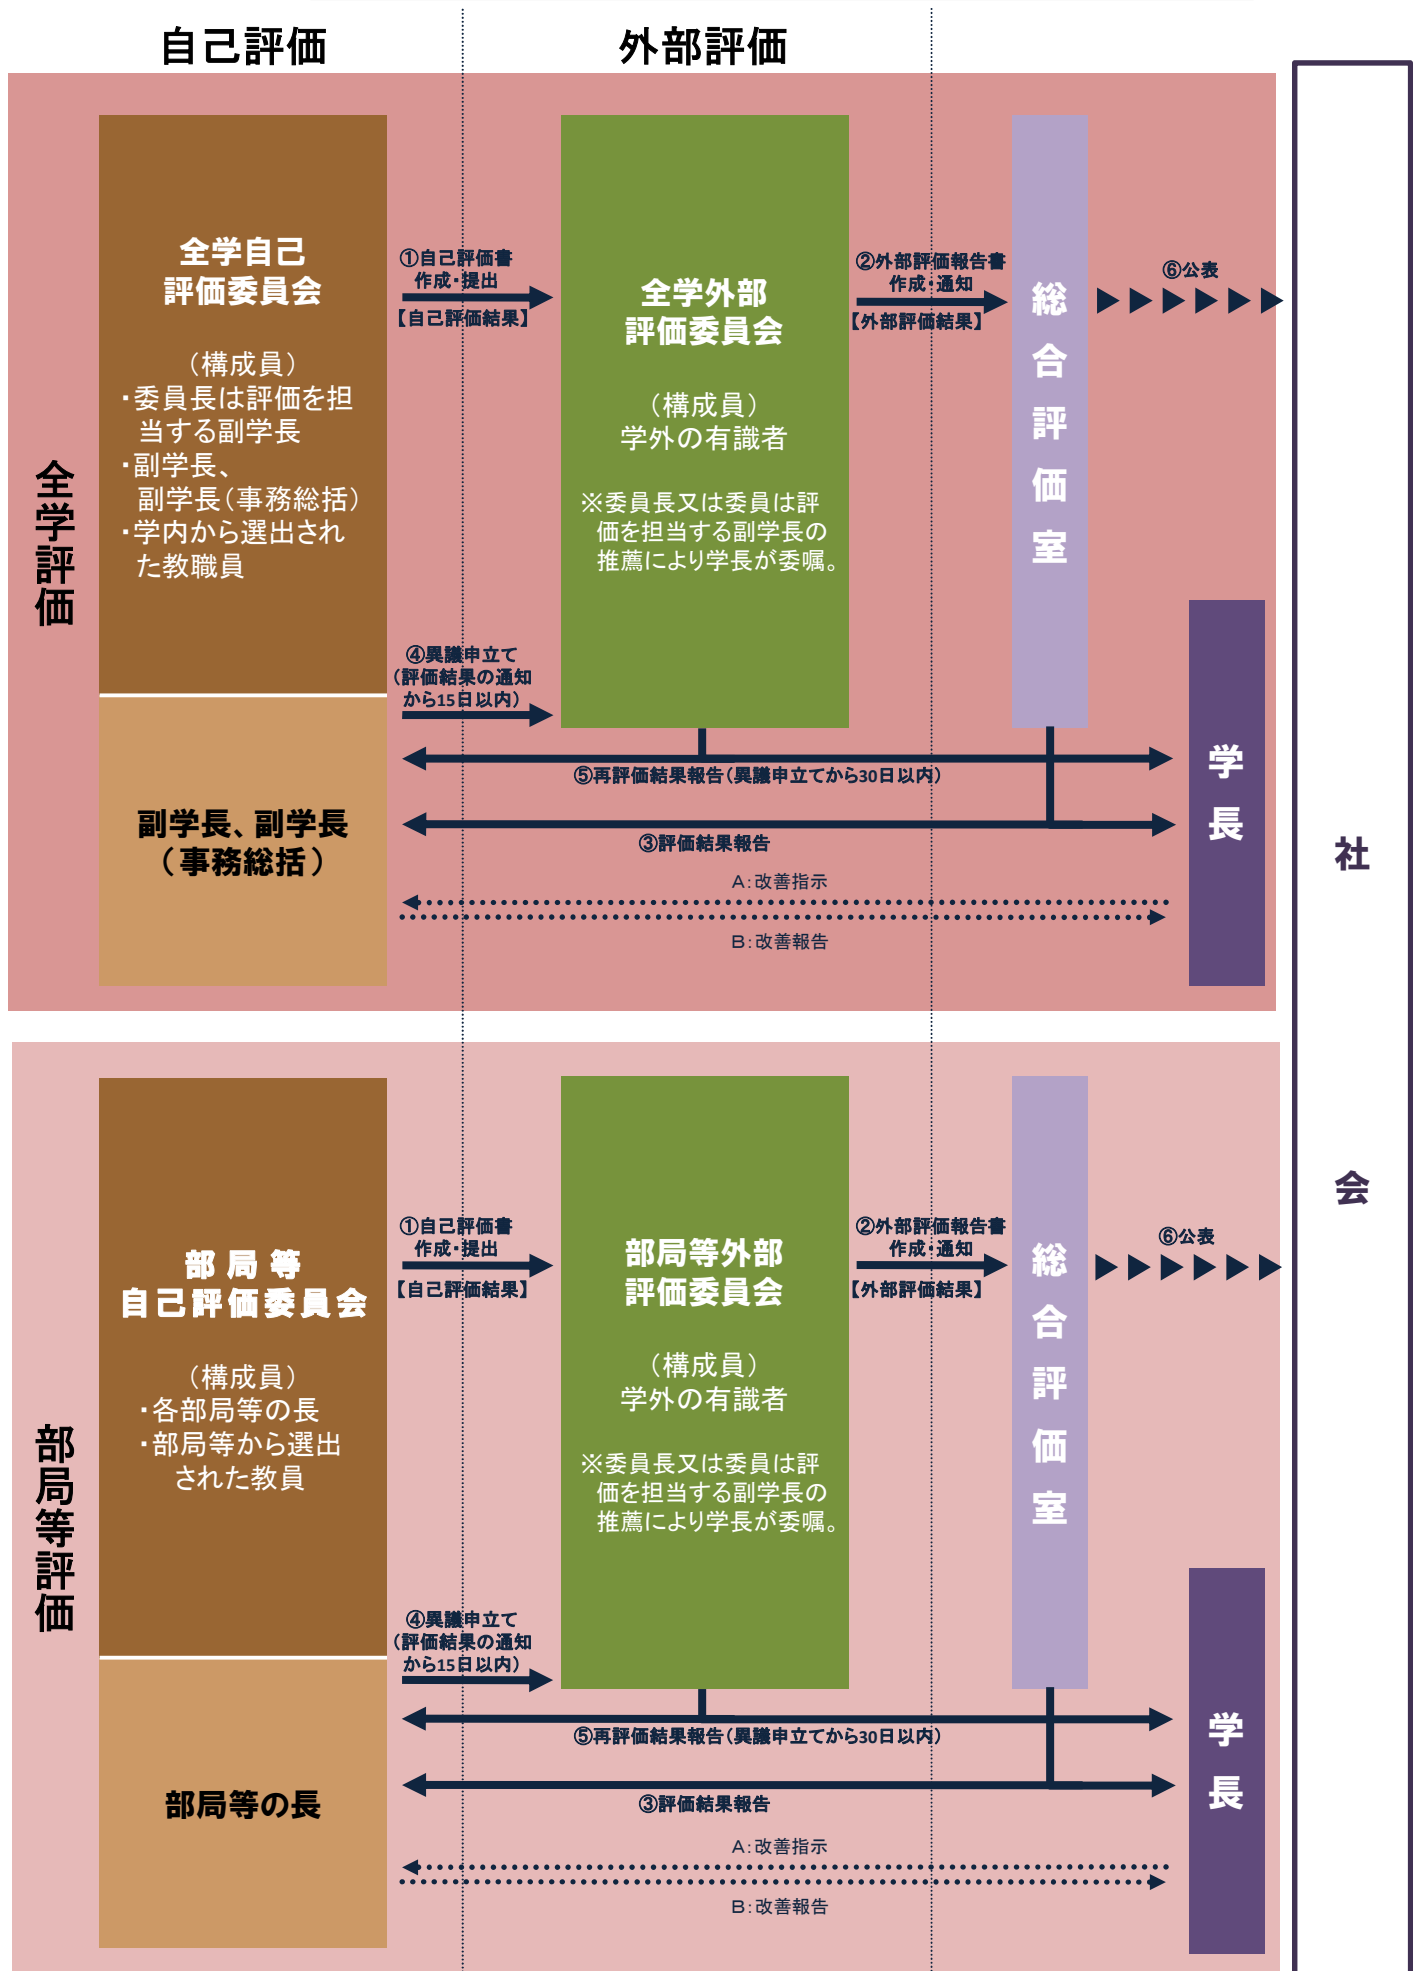 自己評価
外部評価
全学評価
全学自己
評価委員会
（構成員）
・委員長は評価を担
当する副学長
・副学長、
副学長（事務総括）
・学内から選出され
た教職員
①自己評価書
作成・提出
【自己評価結果】
全学外部
評価委員会
（構成員）
学外の有識者
※委員長又は委員は評
価を担当する副学長の
推薦により学長が委嘱。
②外部評価報告書
作成・通知
【外部評価結果】
総合評価室
⑥公表
④異議申立て
（評価結果の通知
から15日以内）
⑤再評価結果報告（異議申立てから30日以内）
副学長、副学長
（事務総括）
③評価結果報告
A：改善指示
B：改善報告
学長
社会
部局等評価
部局等
自己評価委員会
（構成員）
・各部局等の長
・部局等から選出
された教員
①自己評価書
作成・提出
【自己評価結果】
部局等外部
評価委員会
（構成員）
学外の有識者
※委員長又は委員は評
価を担当する副学長の
推薦により学長が委嘱。
②外部評価報告書
作成・通知
【外部評価結果】
総合評価室
⑥公表
④異議申立て
（評価結果の通知
から15日以内）
⑤再評価結果報告（異議申立てから30日以内）
部局等の長
③評価結果報告
A：改善指示
B：改善報告
学長